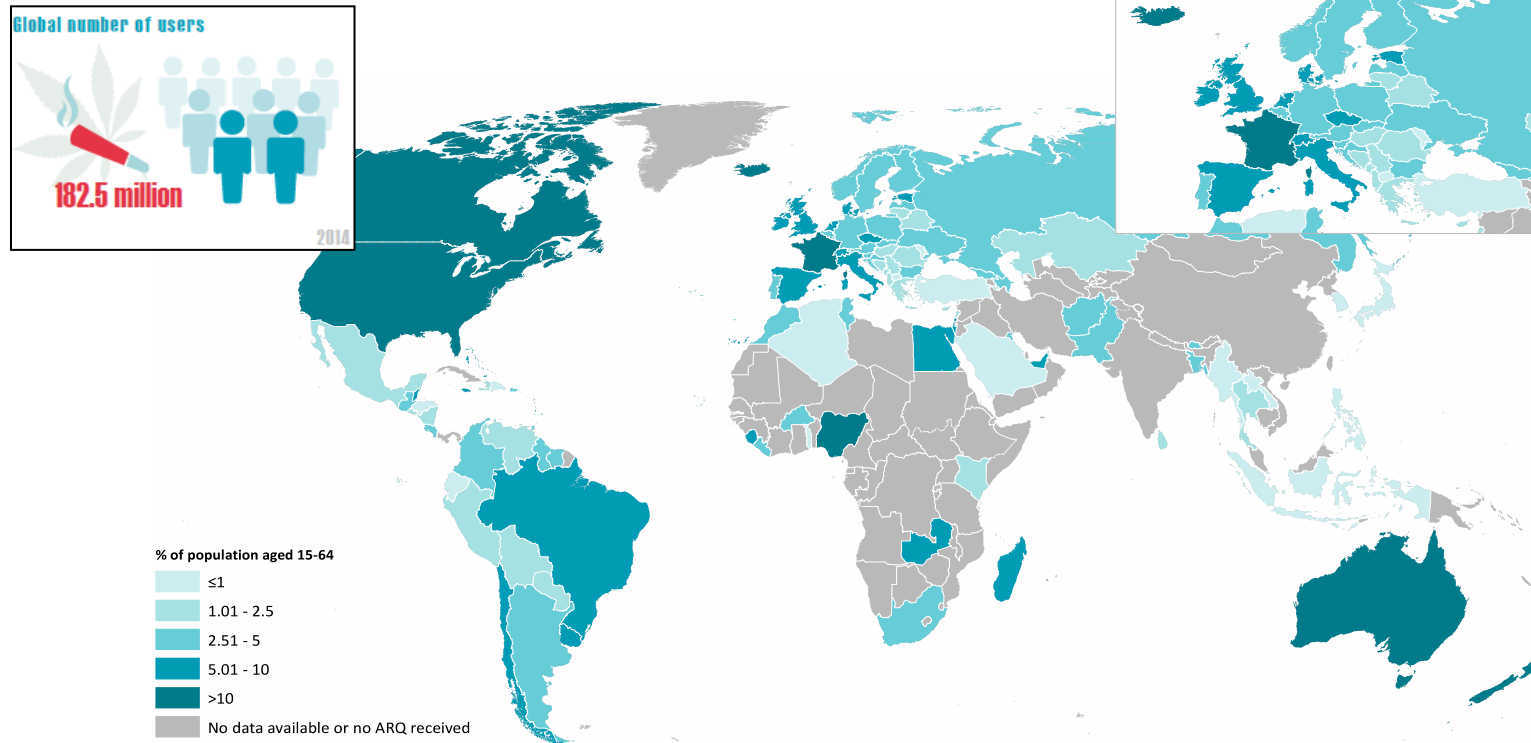 Global number of users
182.5 million
2014
% of population aged 15-64
≤1
1.01 - 2.5
2.51 - 5
5.01 - 10
>10
No data available or no ARQ received